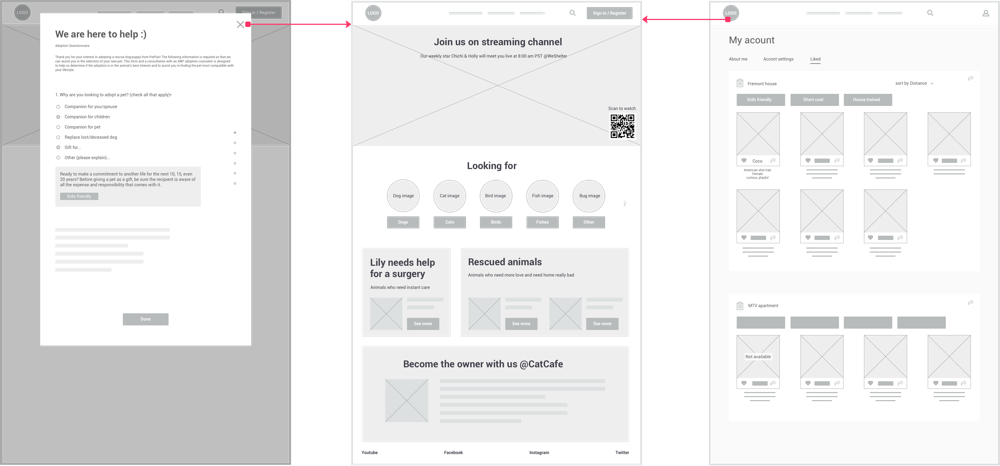 LOGO
Sign in / Register
We are here to help :)
Adoption Questionnaire
Thank you for your interest in adopting a rescue dog/puppy from PetPal! The following information is required so that we
can assist you in the selection of your new pet. This form and a consultation with an ARF adoption counselor is designed
to help us determine if the adoption is in the animal's best interest and to assist you in finding the pet most compatible with
your lifestyle.
1. Why are you looking to adopt a pet? (check all that apply)
Companion for you/spouse
Companion for children
Companion for pet
Replace lost/deceased dog
Gift for...
Other (please explain)...
Ready to make a commitment to another life for the next 10, 15, even
20 years? Before giving a pet as a gift, be sure the recipient is aware of
all the expense and responsibility that comes with it.
Kids friendly
Done
LOGO
Sign in / Register
Join us on streaming channel
Our weekly star Chichi & Holly will meet you live at 8:00 am PST @WeShelter
Scan to watch
Looking for
Dog image
Cat image
Bird image
Fish image
Bug image
Dogs
Cats
Birds
Fishes
Other
Lily needs help
for a surgery
Animals who need instant care
See more
Rescued animals
Animals who need more love and need home really bad
See more
See more
Become the owner with us @CatCafe
Youtube
Facebook
Instagram
Twitter
LOGO
My acount
About me
Accont settings
Liked
Fremont house
sort by Distance
Kids friendly
Short coat
House trained
Coco
American short hair
Female
curious, playful
MTV apartment
Not available